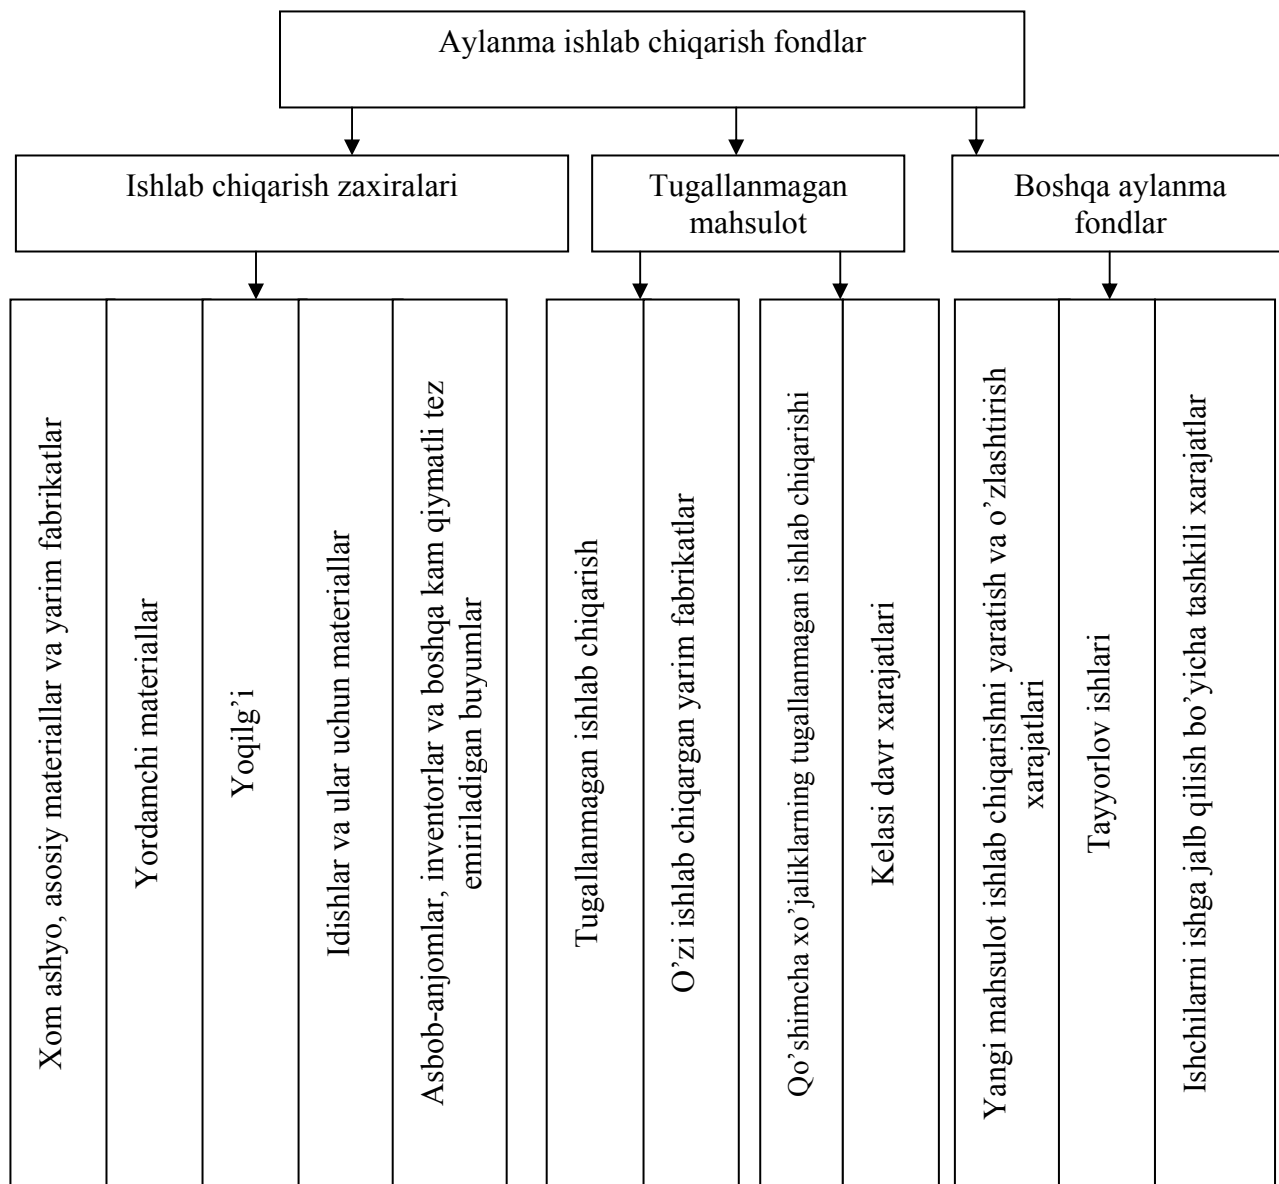 Aylanma ishlab chiqarish fondlar
Ishlab chiqarish zaxiralari
Tugallanmagan
mahsulot
Boshqa aylanma
fondlar
Xom ashyo, asosiy materiallar va yarim fabrikatlar
Yordamchi materiallar
Yoqilg’i
Idishlar va ular uchun materiallar
Asbob-anjomlar, inventorlar va boshqa kam qiymatli tez
emiriladigan buyumlar
Tugallanmagan ishlab chiqarish
O’zi ishlab chiqargan yarim fabrikatlar
Qo’shimcha xo’jaliklarning tugallanmagan ishlab chiqarishi
Kelasi davr xarajatlari
Yangi mahsulot ishlab chiqarishni yaratish va o’zlashtirish
xarajatlari
Tayyorlov ishlari
Ishchilarni ishga jalb qilish bo’yicha tashkili xarajatlar